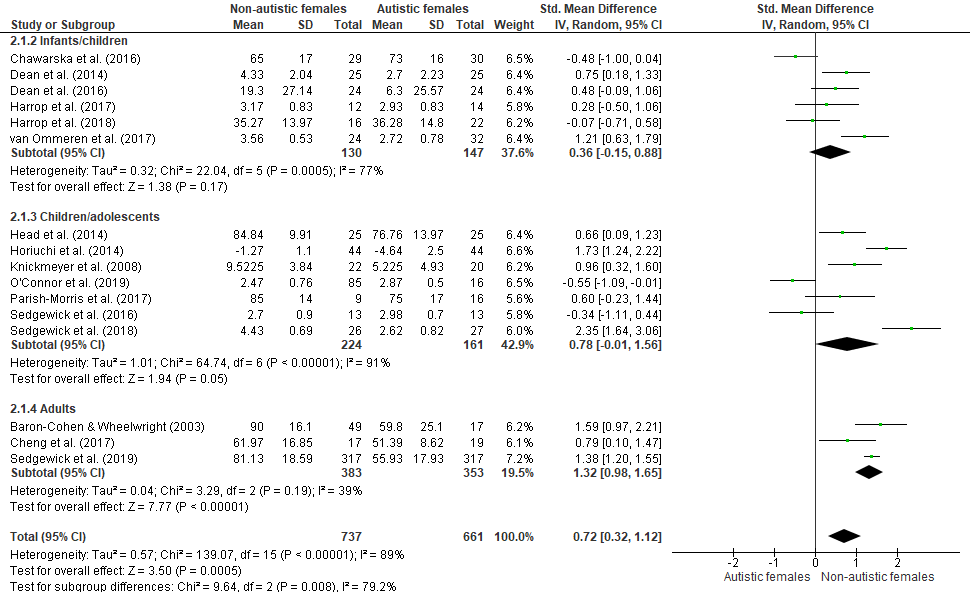 Non-autistic females Autistic females Std. Mean Difference Std. Mean Difference
Study or Subgroup Mean SD Total Mean SD Total Weight IV, Random, 95% CI IV, Random, 95% CI
2.1.2 Infants/children
Chawarska et al. (2016) 65 17 29 73 16 30 6.5% -0.48 [-1.00, 0.04]
Dean et al. (2014) 4.33 2.04 25 2.7 2.23 25 6.4% 0.75 [0.18, 1.33]
Dean et al. (2016) 19.3 27.14 24 6.3 25.57 24 6.4% 0.48 [-0.09, 1.06]
Harrop et al. (2017) 3.17 0.83 12 2.93 0.83 14 5.7% 0.28 [-0.50, 1.06]
Harrop et al. (2018) 35.27 13.97 16 36.28 14.8 22 6.2% -0.07 [-0.71, 0.58]
van Ommeren et al. (2017) 3.56 0.53 24 2.72 0.78 32 6.4% 1.21 [0.63, 1.79]
Subtotal (95% CI) 130 147 37.6% 0.36 [-0.15, 0.88]
Heterogeneity: Tau² = 0.32; Chi² = 22.04, df = 5 (P = 0.0005); I² = 77%
Test for overall effect: Z = 1.38 (P = 0.17)
2.1.3 Children/adolescents
Head et al. (2014) 84.84 9.91 25 76.76 13.97 25 6.4% 0.66 [0.09, 1.23]
Horiuchi et al. (2014) -1.27 1.1 44 -4.64 2.5 44 6.6% 1.73 [1.24, 2.22]
Knickmeyer et al. (2008) 9.5225 3.84 22 5.225 4.93 20 6.2% 0.96 [0.32, 1.60]
O'Connor et al. (2019) 2.47 0.76 85 2.87 0.5 16 6.5% -0.55 [-1.09, -0.01]
Parish-Morris et al. (2017) 85 14 9 75 17 16 5.5% 0.60 [-0.23, 1.44]
Sedgewick et al. (2016) 2.7 0.9 13 2.98 0.7 13 5.8% -0.34 [-1.11, 0.44]
Sedgewick et al. (2018) 4.43 0.69 26 2.62 0.82 27 6.0% 2.35 [1.64, 3.06]
Subtotal (95% CI) 224 161 42.9% 0.78 [-0.01, 1.56]
Heterogeneity: Tau² = 1.01; Chi² = 64.74, df = 6 (P < 0.00001); I² = 91%
Test for overall effect: Z = 1.94 (P = 0.05)
2.1.4 Adults
Baron-Cohen & Wheelwright (2003) 90 16.1 49 59.8 25.1 17 6.2% 1.59 [0.97, 2.21]
Cheng et al. (2017) 61.97 16.85 17 51.39 8.62 19 6.1% 0.79 [0.10, 1.47]
Sedgewick et al. (2019) 81.13 18.59 317 55.93 17.93 317 7.2% 1.38 [1.20, 1.55]
Subtotal (95% CI) 383 353 19.5% 1.32 [0.98, 1.65]
Heterogeneity: Tau² = 0.04; Chi² = 3.29, df = 2 (P = 0.19); I² = 39%
Test for overall effect: Z = 7.77 (P < 0.00001)
Total (95% CI) 737 661 100.0% 0.72 [0.32, 1.12]
Heterogeneity: Tau² = 0.57; Chi² = 139.07, df = 15 (P < 0.00001); I² = 89%
Test for overall effect: Z = 3.50 (P = 0.0005)
Test for subgroup differences: Chi² = 9.64, df = 2 (P = 0.008), I² = 79.2%
-2 -1 0 1 2
Autistic females Non-autistic females